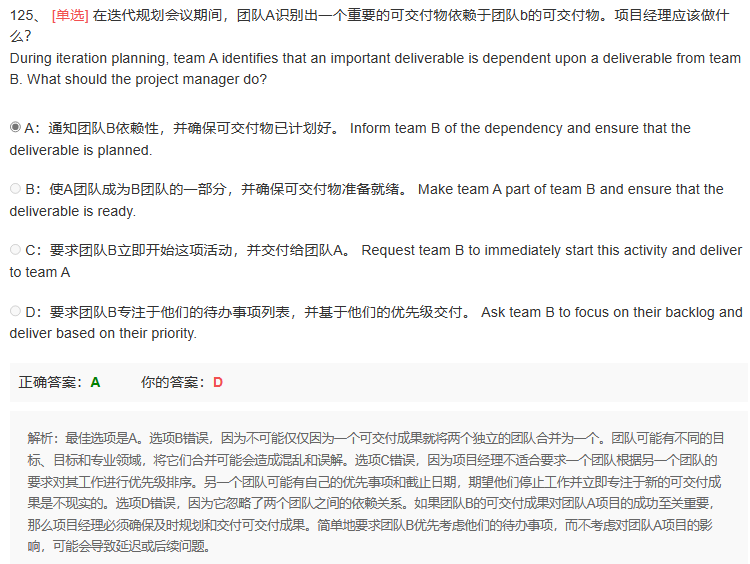 125、 [单选] 在迭代规划会议期间，团队A识别出一个重要的可交付物依赖于团队b的可交付物。项目经理应该做什
么？
During iteration planning, team A identifies that an important deliverable is dependent upon a deliverable from team
B. What should the project manager do?
A：通知团队B依赖性，并确保可交付物已计划好。 Inform team B of the dependency and ensure that the
deliverable is planned.
B：使A团队成为B团队的一部分，并确保可交付物准备就绪。 Make team A part of team B and ensure that the
deliverable is ready.
C：要求团队B立即开始这项活动，并交付给团队A。 Request team B to immediately start this activity and deliver
to team A
D：要求团队B专注于他们的待办事项列表，并基于他们的优先级交付。 Ask team B to focus on their backlog and
deliver based on their priority.
正确答案：A 你的答案：D
解析：最佳选项是A。选项B错误，因为不可能仅仅因为一个可交付成果就将两个独立的团队合并为一个。团队可能有不同的目
标、目标和专业领域，将它们合并可能会造成混乱和误解。选项C错误，因为项目经理不适合要求一个团队根据另一个团队的
要求对其工作进行优先级排序。另一个团队可能有自己的优先事项和截止日期，期望他们停止工作并立即专注于新的可交付成
果是不现实的。选项D错误，因为它忽略了两个团队之间的依赖关系。如果团队B的可交付成果对团队A项目的成功至关重要，
那么项目经理必须确保及时规划和交付可交付成果。简单地要求团队B优先考虑他们的待办事项，而不考虑对团队A项目的影
响，可能会导致延迟或后续问题。